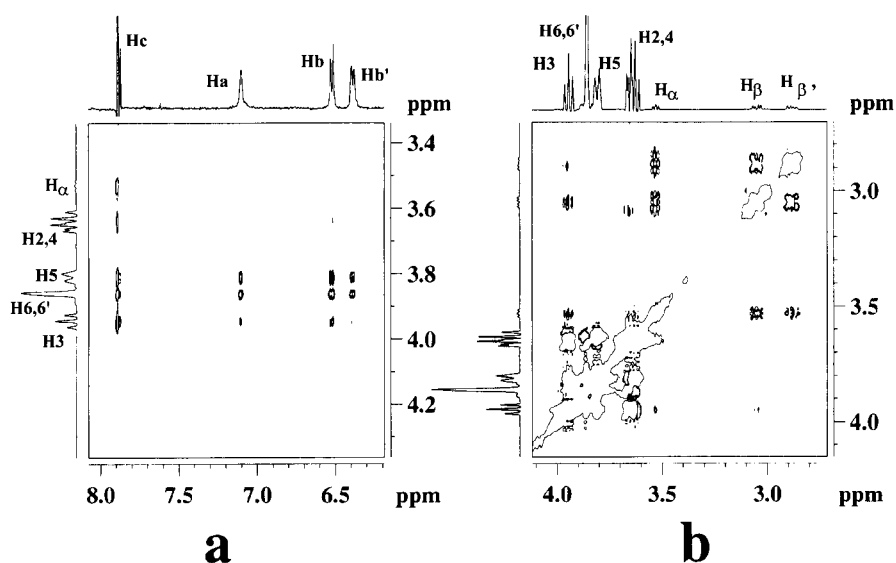 Hc
Ha
Hb
Hb'
ppm
3.4
3.6
3.8
4.0
4.2
Hα
H2,4
H5
H6,6'
H3
8.0 7.5 7.0 6.5 ppm
a
H6,6'
H3
H5
H2,4
Hα
Hβ
Hβ'
ppm
3.0
3.5
4.0
4.0 3.5 3.0 ppm
b